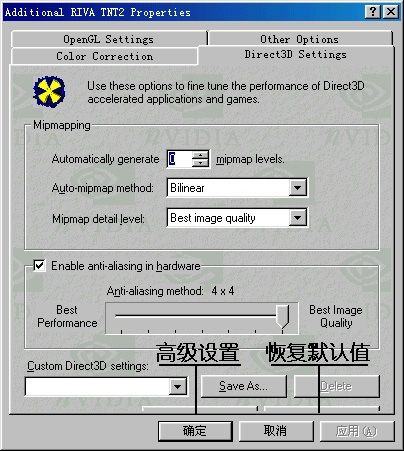 Additional RIVA TNT2 Properties
OpenGL Settings
Other Options
Color Correction
Direct3D Settings
Use these options to fine tune the performance of Direct3D
accelerated applications and games.
Mipmapping
Automatically generate 0 mipmap levels.
Auto-mipmap method: Bilinear
Mipmap detail level: Best image quality
Enable anti-aliasing in hardware
Anti-aliasing method: 4 x 4
Best
Performance
Best Image
Quality
高级设置
恢复默认值
Custom Direct3D settings:
Save As...
Delete
确定
取消
应用(A)